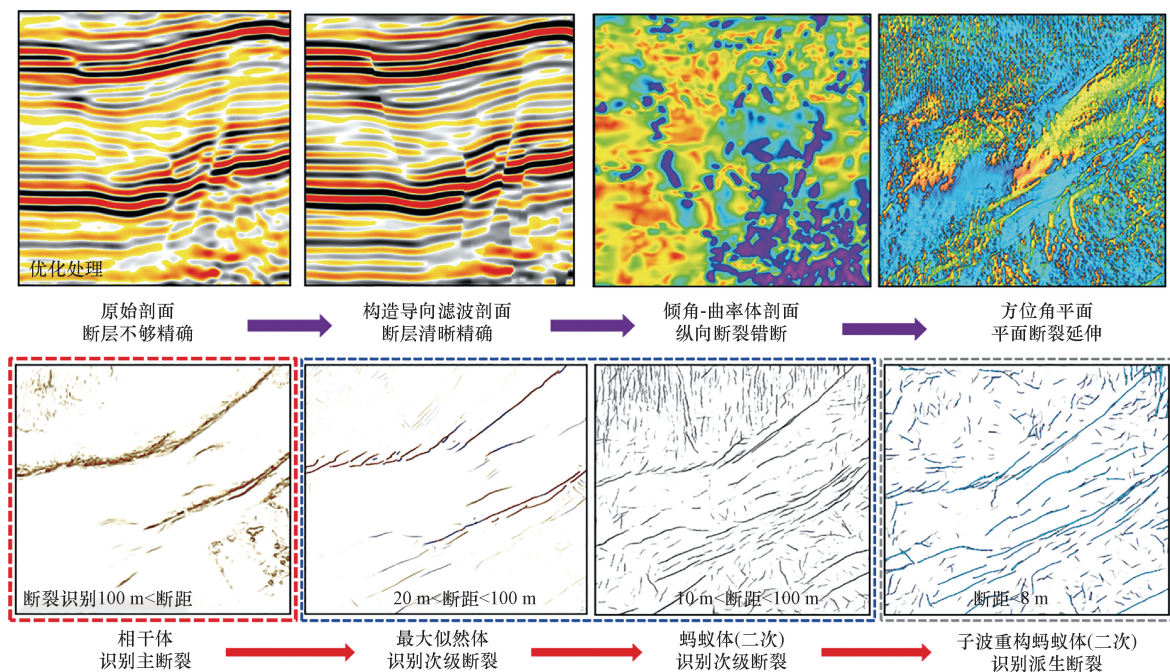 优化处理
原始剖面
断层不够精确
构造导向滤波剖面
断层清晰精确
倾角-曲率体剖面
纵向断裂错断
方位角平面
平面断裂延伸
断裂识别100 m<断距
20 m<断距<100 m
10 m<断距<100 m
断距<8 m
相干体
识别主断裂
最大似然体
识别次级断裂
蚂蚁体(二次)
识别次级断裂
子波重构蚂蚁体(二次)
识别派生断裂